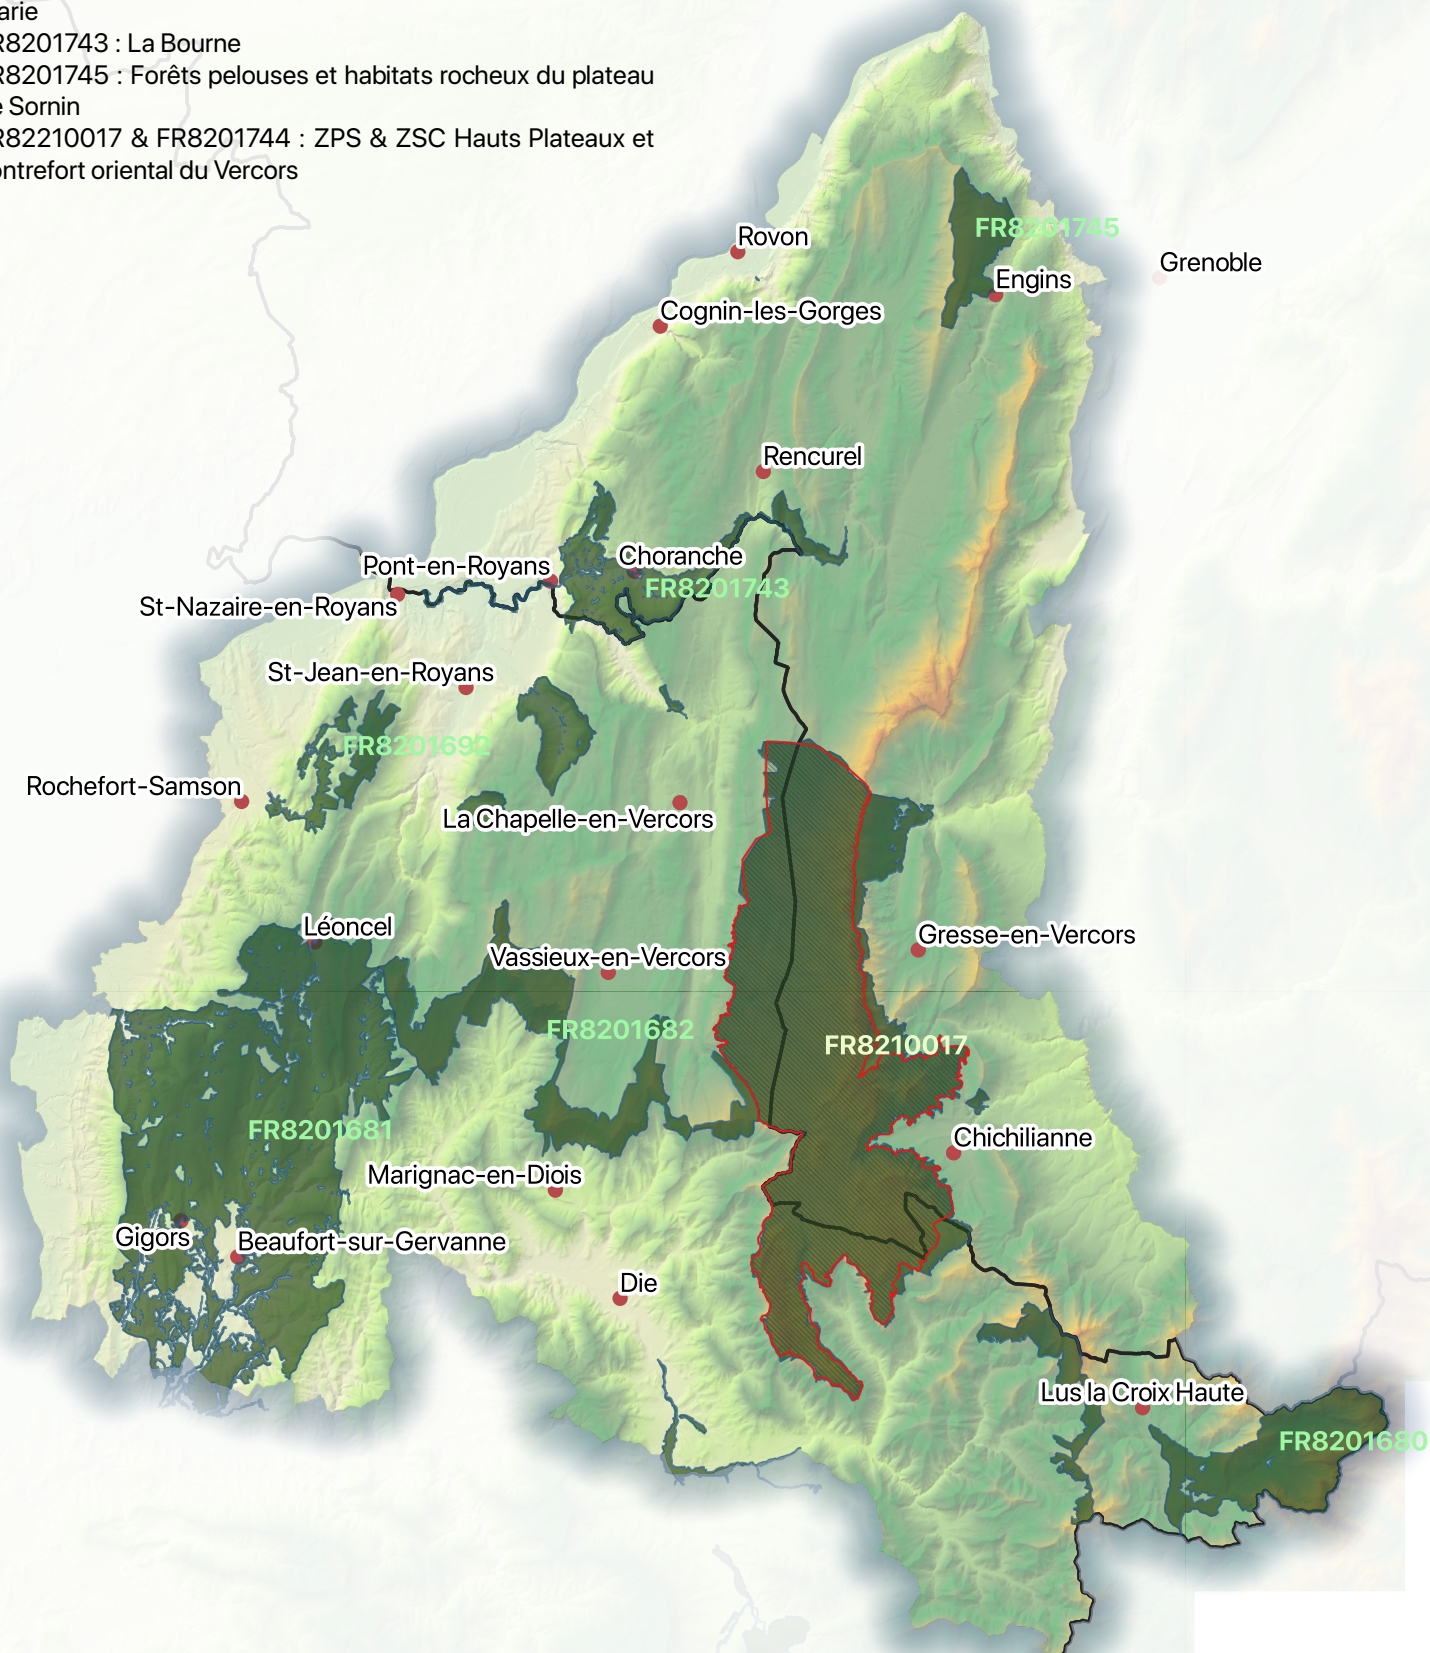 arie
R8201743 : La Bourne
R8201745 : Forêts pelouses et habitats rocheux du plateau
e Sornin
R82210017 & FR8201744 : ZPS & ZSC Hauts Plateaux et
ontrefort oriental du Vercors
FR8201745
Rovon
Grenoble
Engins
Cognin-les-Gorges
Rencurel
Choranche
Pont-en-Royans
FR8201743
St-Nazaire-en-Royans
St-Jean-en-Royans
FR8201692
Rochefort-Samson
La Chapelle-en-Vercors
Léoncel
Gresse-en-Vercors
Vassieux-en-Vercors
FR8201682
FR8210017
FR8201681
Chichilianne
Marignac-en-Diois
Gigors
Beaufort-sur-Gervanne
Die
Lus la Croix Haute
FR8201680